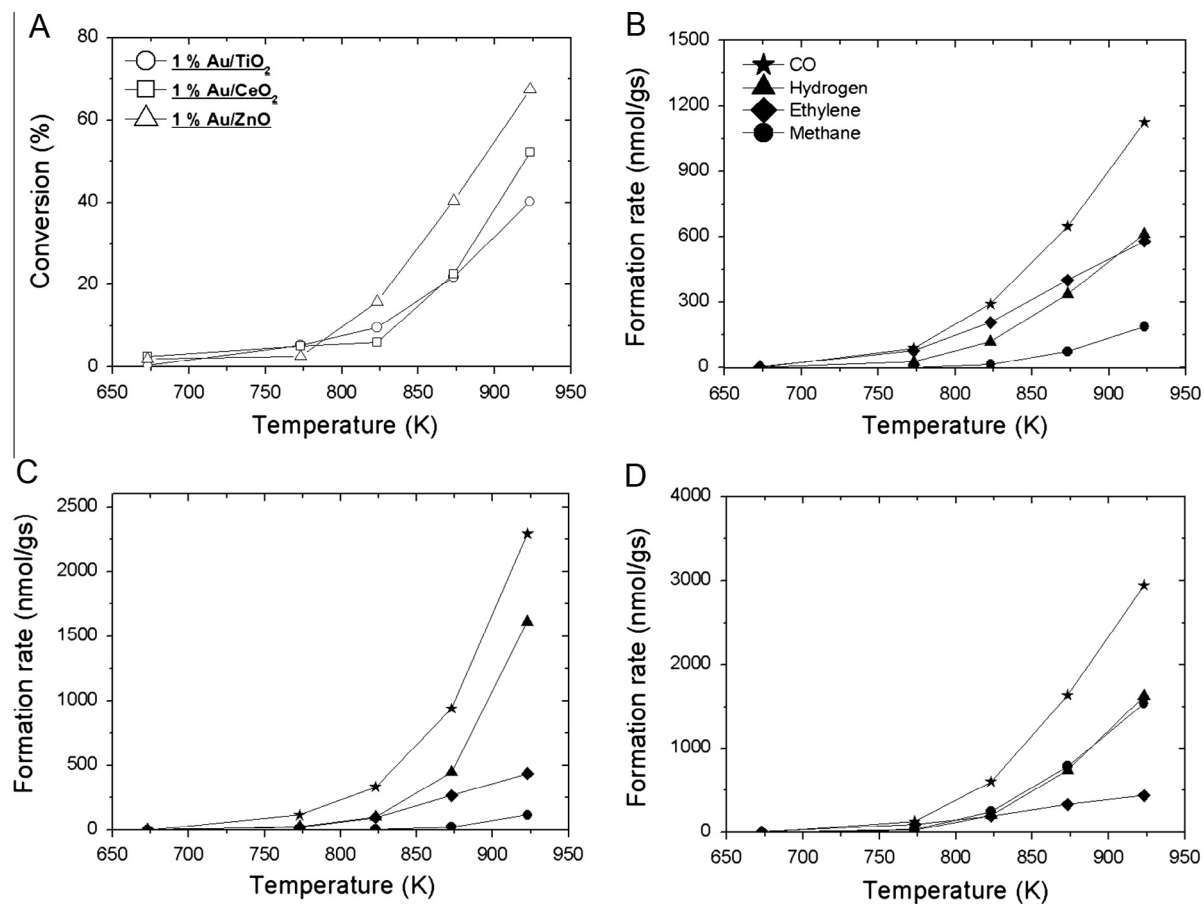 A
80
60
40
20
0
Conversion (%)
1 % Au/TiO₂
1 % Au/CeO₂
1 % Au/ZnO
650 700 750 800 850 900 950
Temperature (K)
B
1500
1200
900
600
300
0
Formation rate (nmol/gs)
CO
Hydrogen
Ethylene
Methane
650 700 750 800 850 900 950
Temperature (K)
C
2500
2000
1500
1000
500
0
Formation rate (nmol/gs)
650 700 750 800 850 900 950
Temperature (K)
D
4000
3000
2000
1000
0
Formation rate (nmol/gs)
650 700 750 800 850 900 950
Temperature (K)